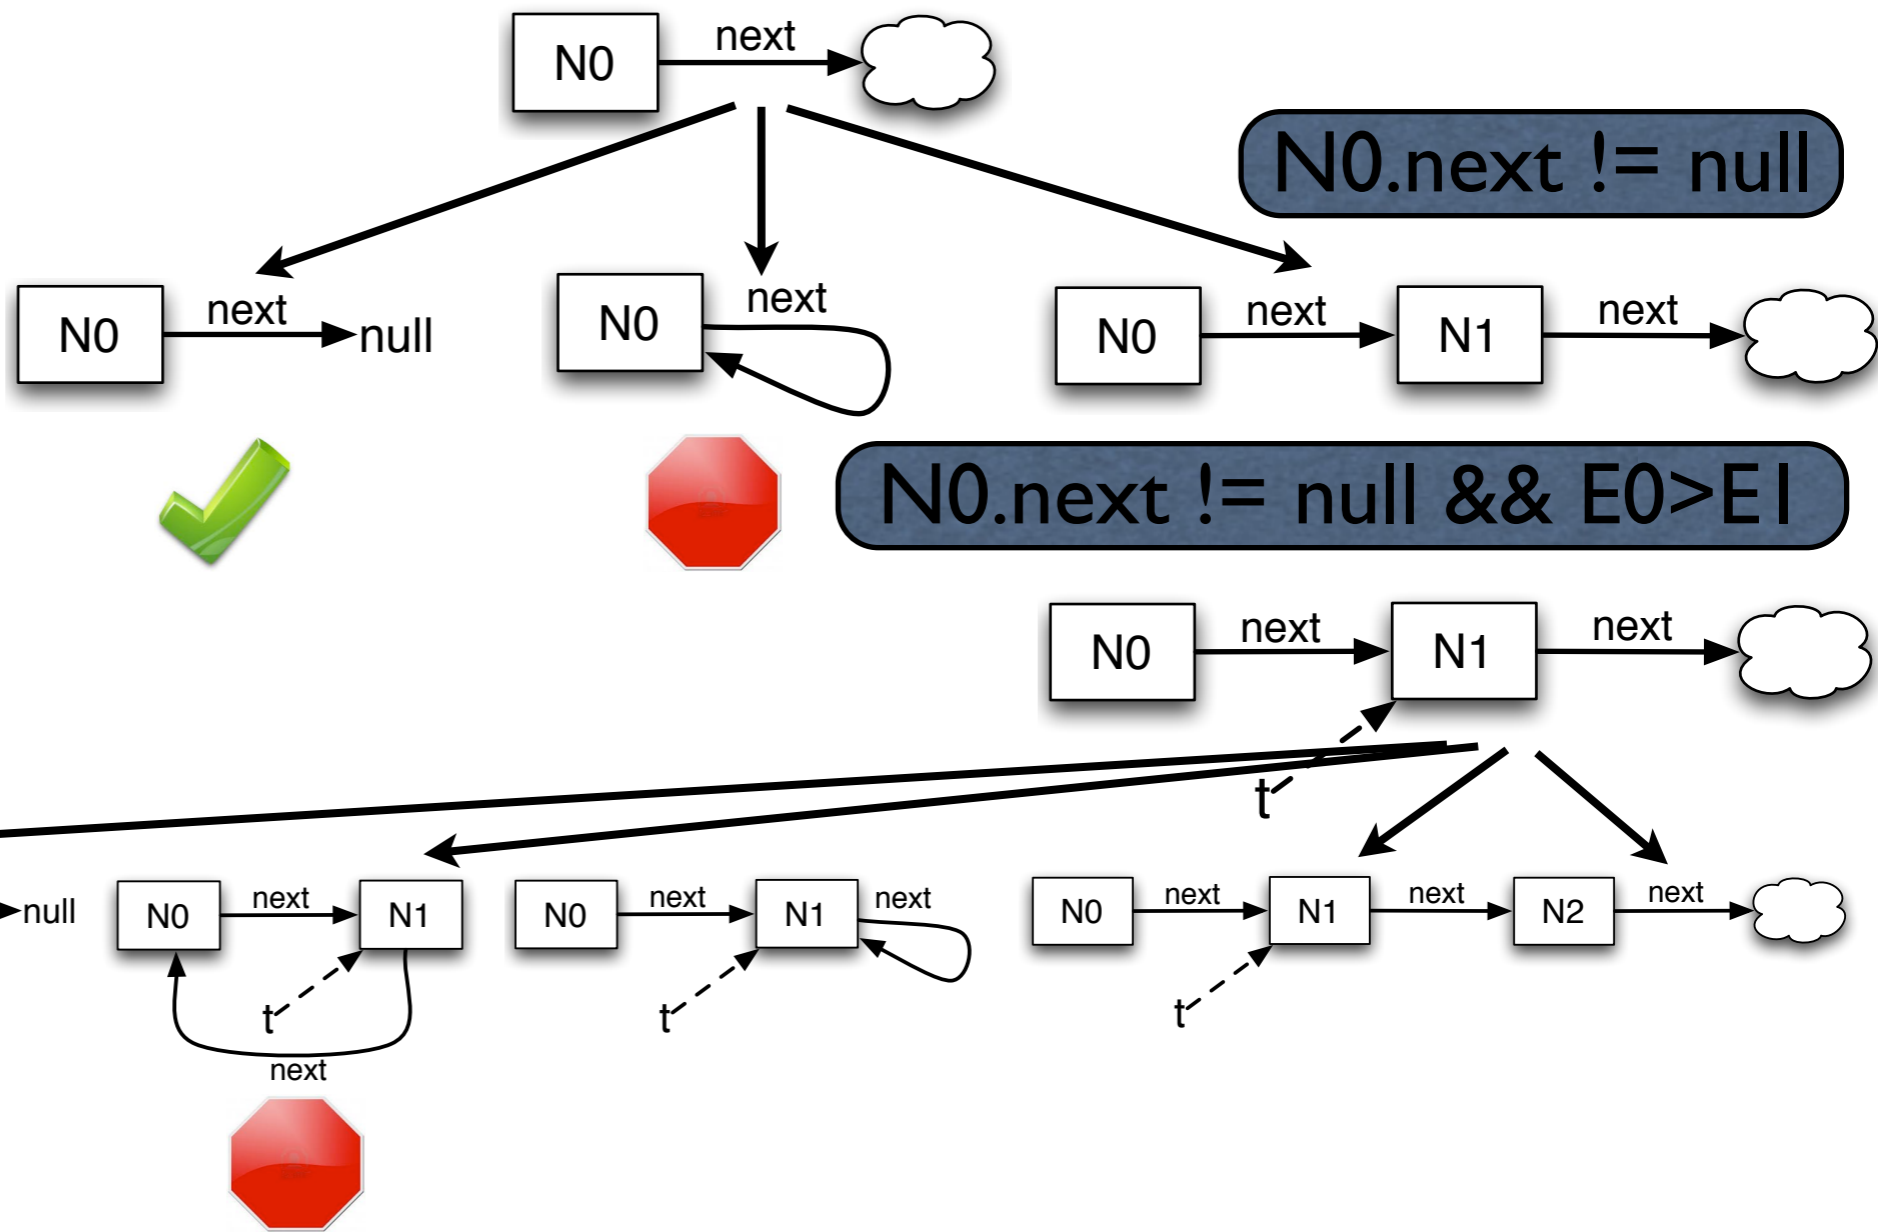 N0 next
N0.next != null
N0 next null
N0 next
N0 next N1 next
N0.next != null && E0>E1
N0 next N1 next
t
null
N0 next N1
t
next
N0 next N1 next
t
N0 next N1 next N2 next
t